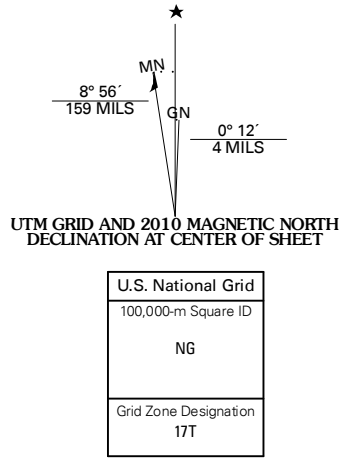 ★
MN
8° 56´
159 MILS
GN
0° 12´
4 MILS
UTM GRID AND 2010 MAGNETIC NORTH
DECLINATION AT CENTER OF SHEET
U.S. National Grid
100,000-m Square ID
NG
Grid Zone Designation
17T